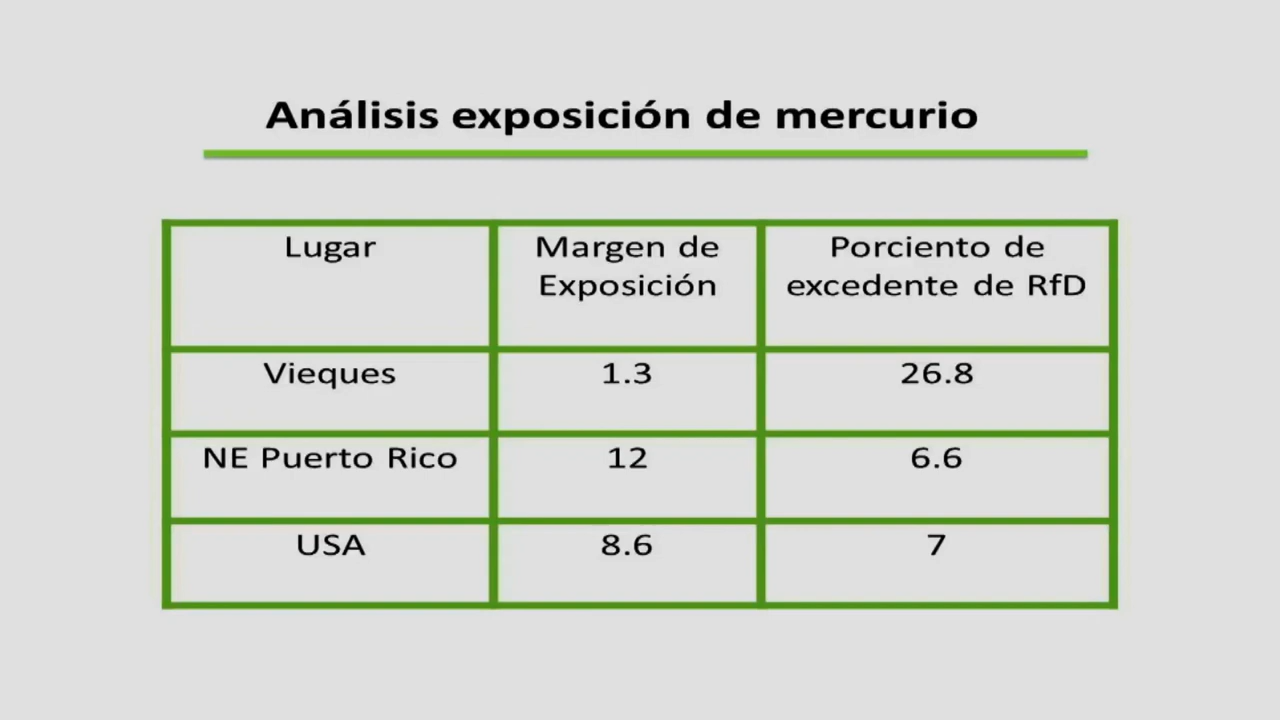 Análisis exposición de mercurio
Lugar
Margen de
Exposición
Porciento de
excedente de RfD
Vieques
1.3
26.8
NE Puerto Rico
12
6.6
USA
8.6
7